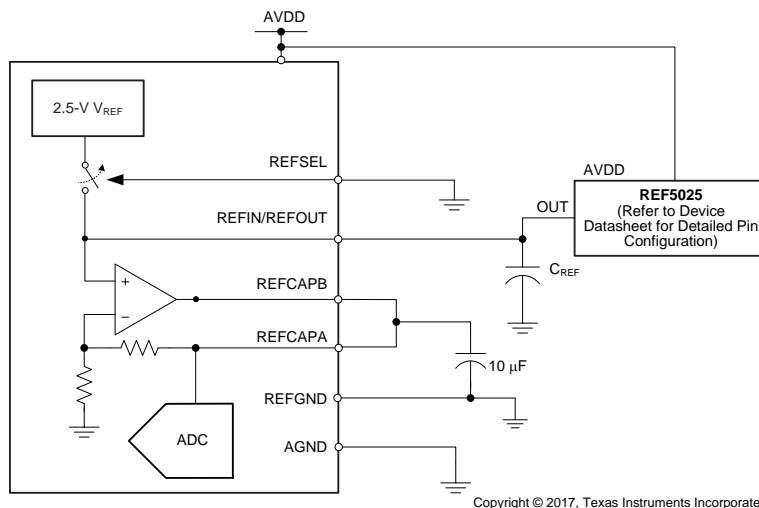 AVDD
2.5-V VREF
REFSEL
AVDD
REF5025
(Refer to Device
Datasheet for Detailed Pin
Configuration)
OUT
REFIN/REFOUT
CREF
+
−
REFCAPB
REFCAPA
10 μF
REFGND
ADC
AGND
Copyright © 2017, Texas Instruments Incorporate